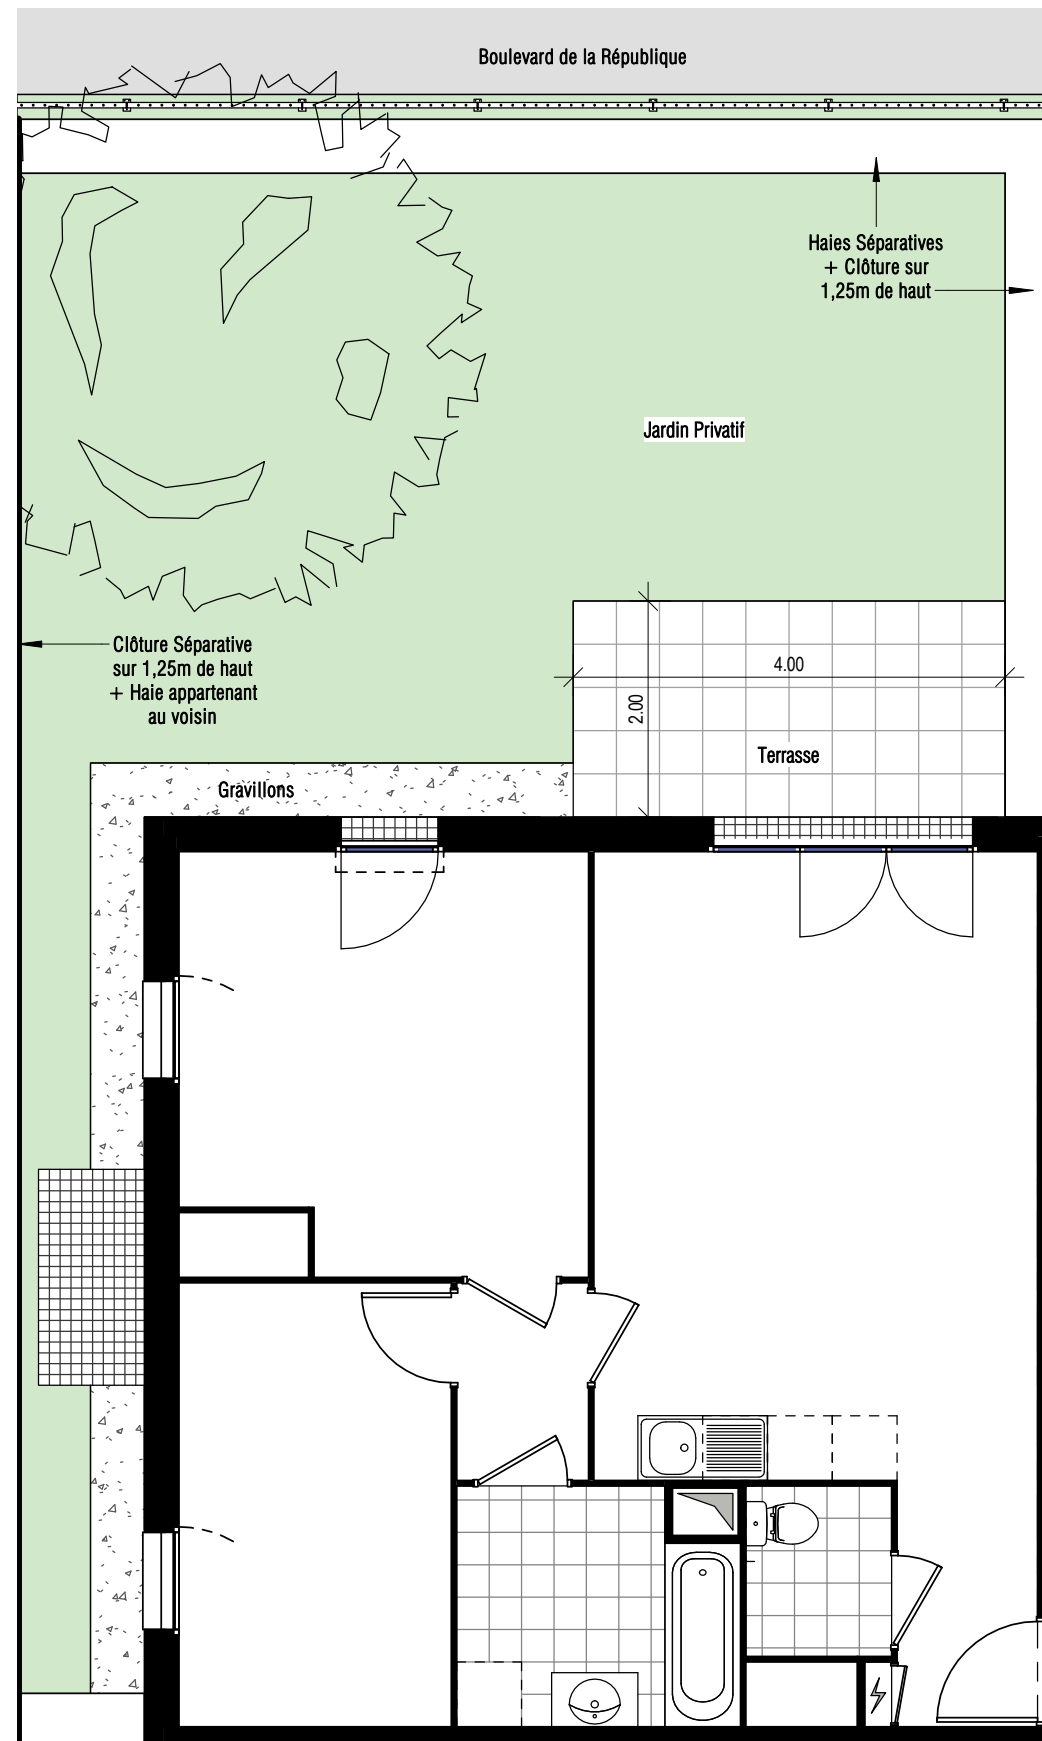 Boulevard de la République
Haies Séparatives
+ Clôture sur
1,25m de haut
Jardin Privatif
Clôture Séparative
sur 1,25m de haut
+ Haie appartenant
au voisin
4.00
2.00
Terrasse
Gravillons